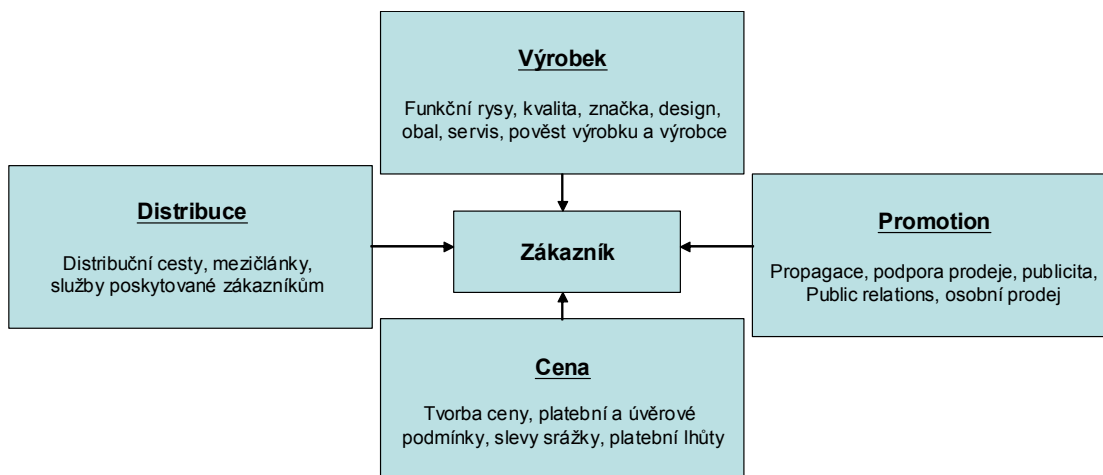 Výrobek
Funkční rysy, kvalita, značka, design,
obal, servis, pověst výrobku a výrobce
Distribuce
Distribuční cesty, mezičlánky,
služby poskytované zákazníkům
Zákazník
Promotion
Propagace, podpora prodeje, publicita,
Public relations, osobní prodej
Cena
Tvorba ceny, platební a úvěrové
podmínky, slevy srážky, platební lhůty